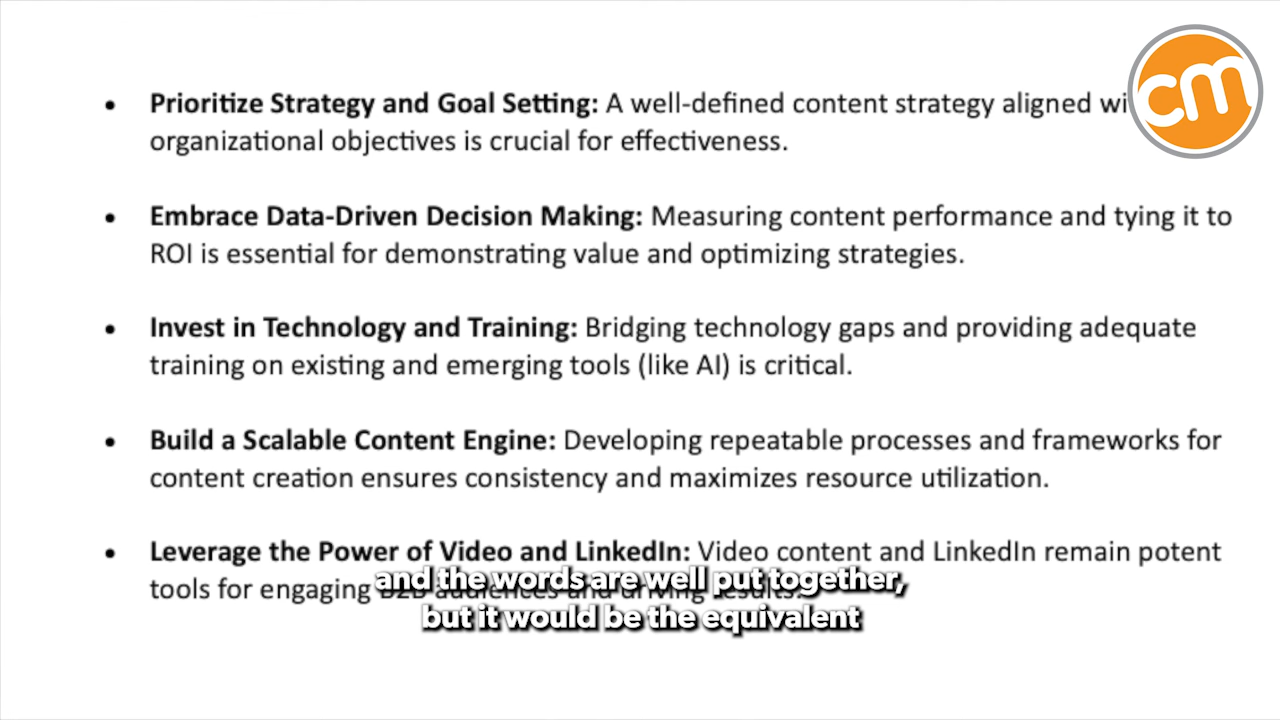 cm
• Prioritize Strategy and Goal Setting: A well-defined content strategy aligned
organizational objectives is crucial for effectiveness.
• Embrace Data-Driven Decision Making: Measuring content performance and tying it to
ROI is essential for demonstrating value and optimizing strategies.
• Invest in Technology and Training: Bridging technology gaps and providing adequate
training on existing and emerging tools (like AI) is critical.
• Build a Scalable Content Engine: Developing repeatable processes and frameworks for
content creation ensures consistency and maximizes resource utilization.
• Leverage the Power of Video and LinkedIn: Video content and LinkedIn remain potent
tools for engaging B2B audiences and driving results.
and the words are well put together,
but it would be the equivalent